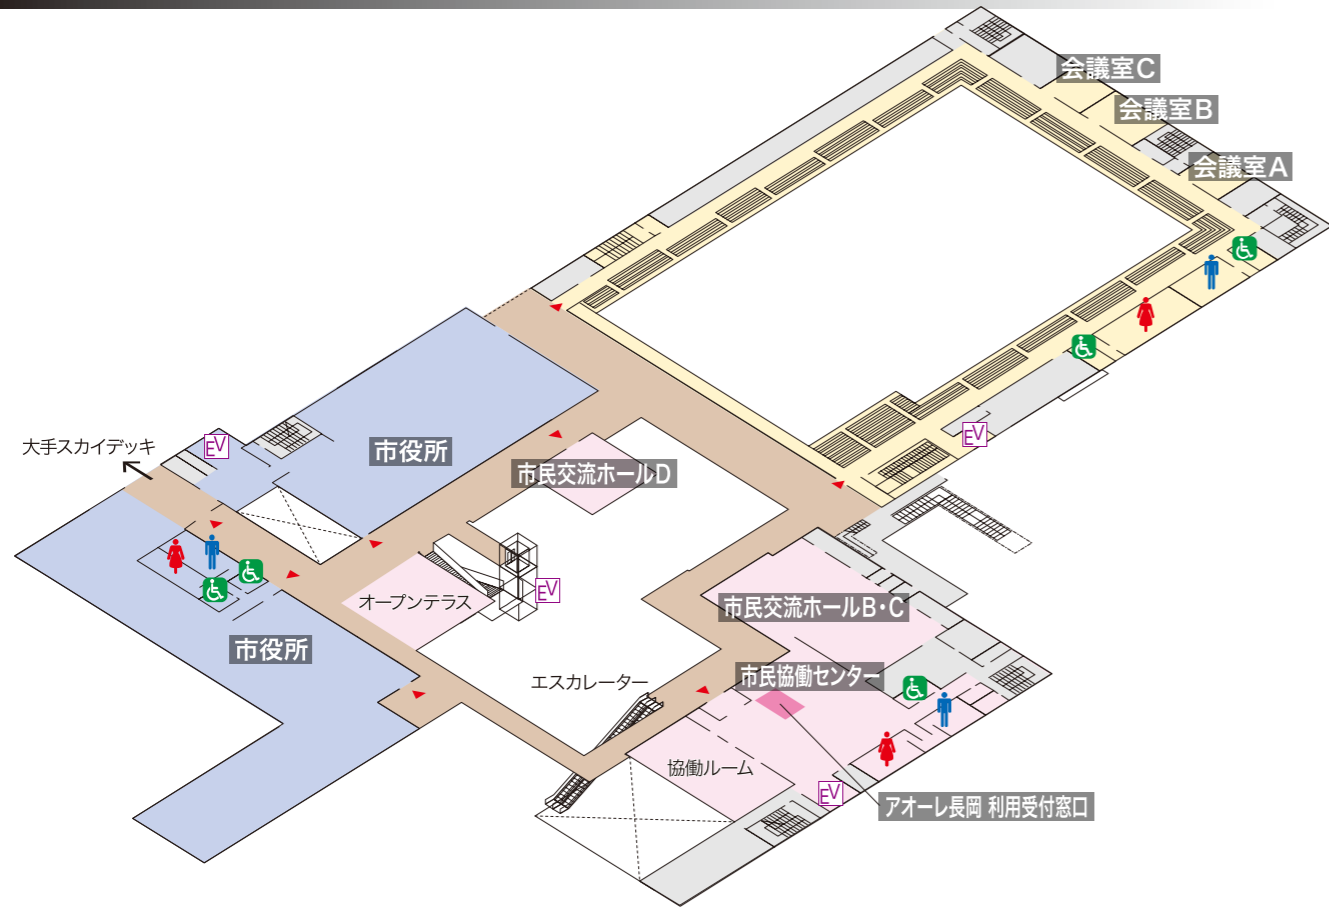 会議室C
会議室B
会議室A
大手スカイデッキ
EV
市役所
市民交流ホールD
EV
オープンテラス
EV
市民交流ホールB・C
市役所
エスカレーター
市民協働センター
協働ルーム
EV
アオーレ長岡 利用受付窓口